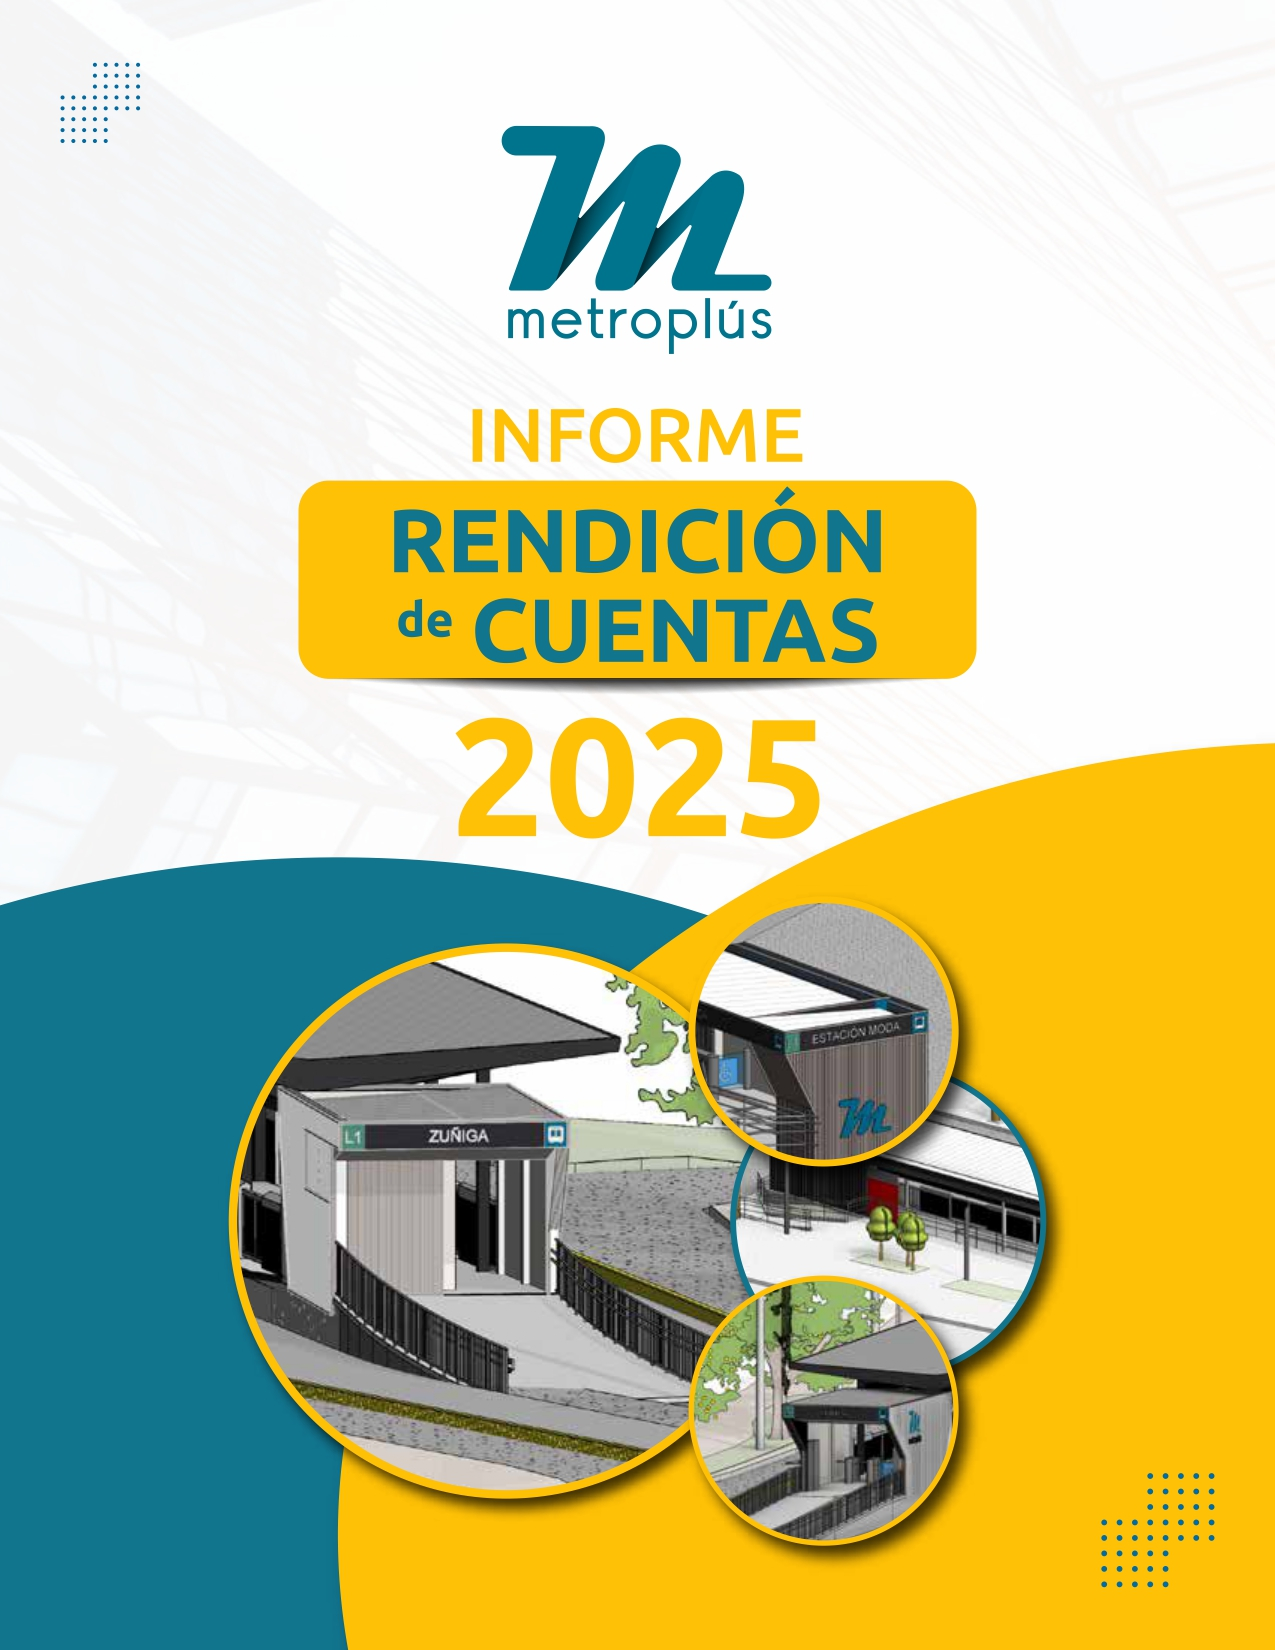 metroplús
INFORME
RENDICIÓN
de CUENTAS
2025
ESTACIÓN MODA
L1 ZUÑIGA